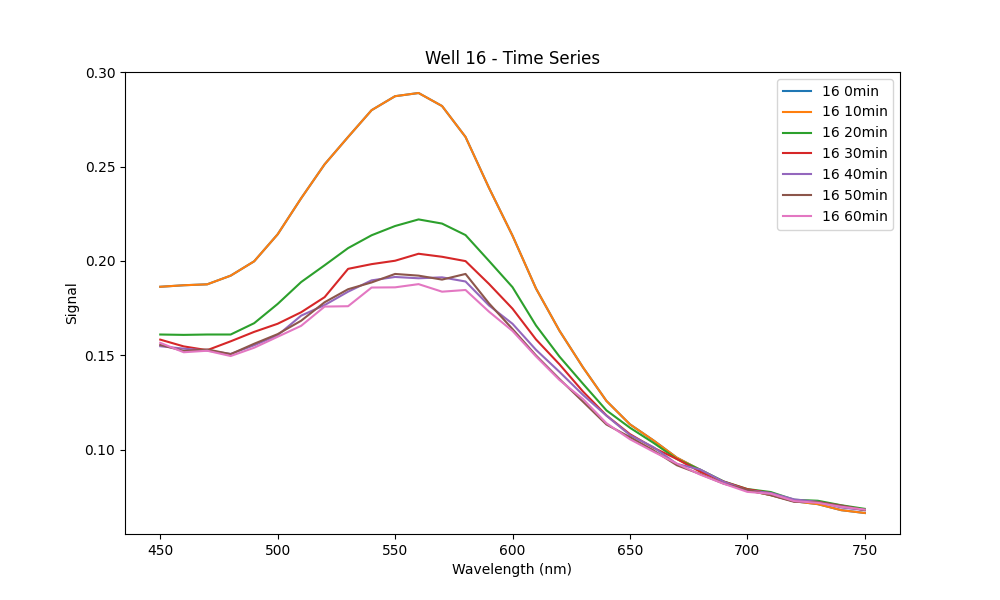 Well 16 - Time Series
0.30
0.25
0.20
0.15
0.10
Signal
450 500 550 600 650 700 750
Wavelength (nm)
16 0min
16 10min
16 20min
16 30min
16 40min
16 50min
16 60min